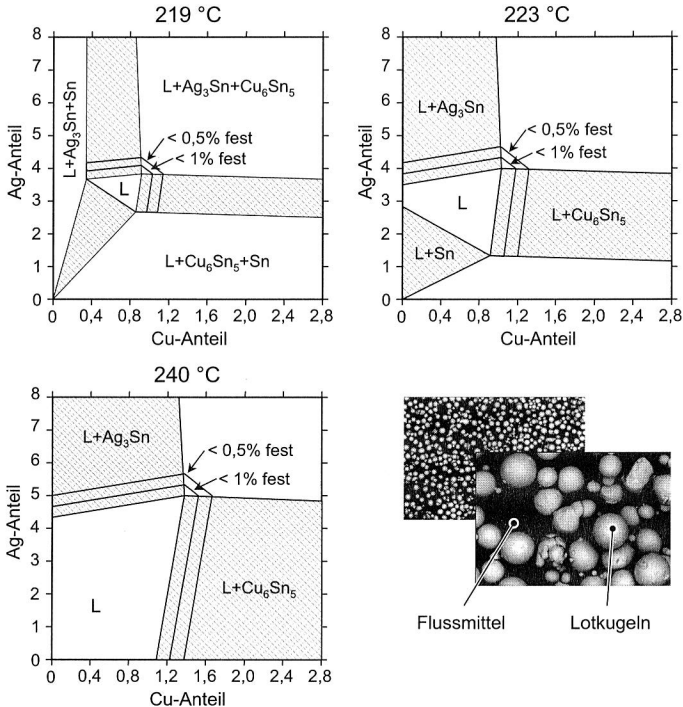 219 °C
Ag-Anteil
8
7
6
5
4
3
2
1
0
L+Ag3Sn+Sn
L+Ag3Sn+Cu6Sn5
< 0,5% fest
< 1% fest
L
L+Cu6Sn5+Sn
0 0,4 0,8 1,2 1,6 2,0 2,4 2,8
Cu-Anteil
223 °C
Ag-Anteil
8
7
6
5
4
3
2
1
0
L+Ag3Sn
< 0,5% fest
< 1% fest
L
L+Cu6Sn5
L+Sn
0 0,4 0,8 1,2 1,6 2,0 2,4 2,8
Cu-Anteil
240 °C
Ag-Anteil
8
7
6
5
4
3
2
1
0
L+Ag3Sn
< 0,5% fest
< 1% fest
L+Cu6Sn5
L
0 0,4 0,8 1,2 1,6 2,0 2,4 2,8
Cu-Anteil
Flussmittel Lotkugeln